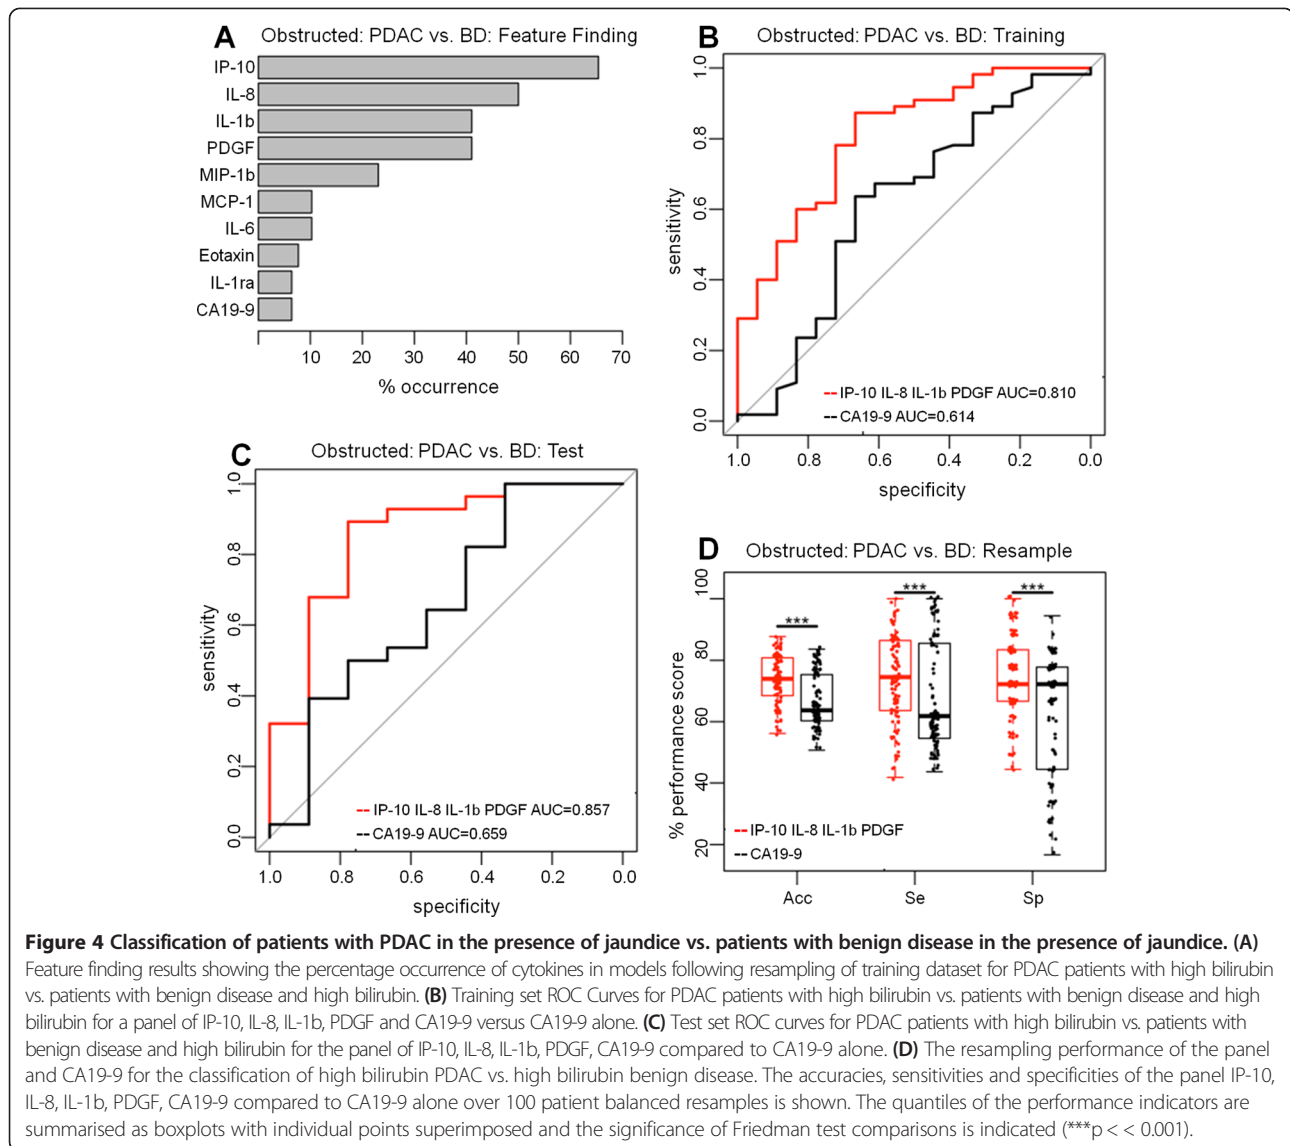 A Obstructed: PDAC vs. BD: Feature Finding
IP-10
IL-8
IL-1b
PDGF
MIP-1b
MCP-1
IL-6
Eotaxin
IL-1ra
CA19-9
10 20 30 40 50 60 70
% occurrence
B Obstructed: PDAC vs. BD: Training
sensitivity
1.0
0.8
0.6
0.4
0.2
0.0
IP-10 IL-8 IL-1b PDGF AUC=0.810
CA19-9 AUC=0.614
1.0 0.8 0.6 0.4 0.2 0.0
specificity
C Obstructed: PDAC vs. BD: Test
sensitivity
1.0
0.8
0.6
0.4
0.2
0.0
IP-10 IL-8 IL-1b PDGF AUC=0.857
CA19-9 AUC=0.659
1.0 0.8 0.6 0.4 0.2 0.0
specificity
D Obstructed: PDAC vs. BD: Resample
% performance score
100
80
60
40
20
*** *** ***
IP-10 IL-8 IL-1b PDGF
CA19-9
Acc Se Sp
Figure 4 Classification of patients with PDAC in the presence of jaundice vs. patients with benign disease in the presence of jaundice. (A)
Feature finding results showing the percentage occurrence of cytokines in models following resampling of training dataset for PDAC patients with high bilirubin
vs. patients with benign disease and high bilirubin. (B) Training set ROC Curves for PDAC patients with high bilirubin vs. patients with benign disease and high
bilirubin for a panel of IP-10, IL-8, IL-1b, PDGF and CA19-9 versus CA19-9 alone. (C) Test set ROC curves for PDAC patients with high bilirubin vs. patients with
benign disease and high bilirubin for the panel of IP-10, IL-8, IL-1b, PDGF, CA19-9 compared to CA19-9 alone. (D) The resampling performance of the panel
and CA19-9 for the classification of high bilirubin PDAC vs. high bilirubin benign disease. The accuracies, sensitivities and specificities of the panel IP-10,
IL-8, IL-1b, PDGF, CA19-9 compared to CA19-9 alone over 100 patient balanced resamples is shown. The quantiles of the performance indicators are
summarised as boxplots with individual points superimposed and the significance of Friedman test comparisons is indicated (***p < < 0.001).